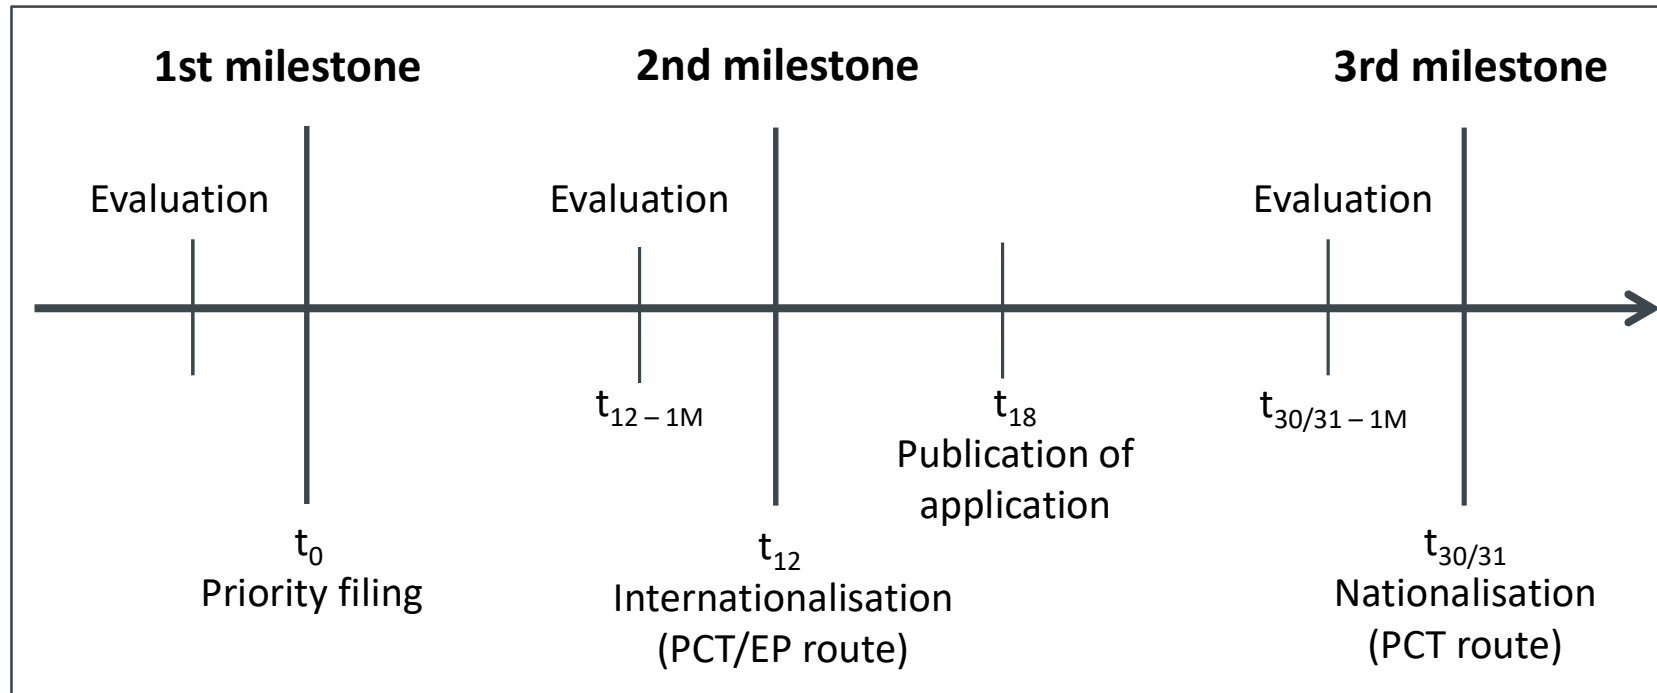 1st milestone
2nd milestone
3rd milestone
Evaluation
Evaluation
Evaluation
t12 – 1M
t18
Publication of
application
t30/31 – 1M
t0
Priority filing
t12
Internationalisation
(PCT/EP route)
t30/31
Nationalisation
(PCT route)